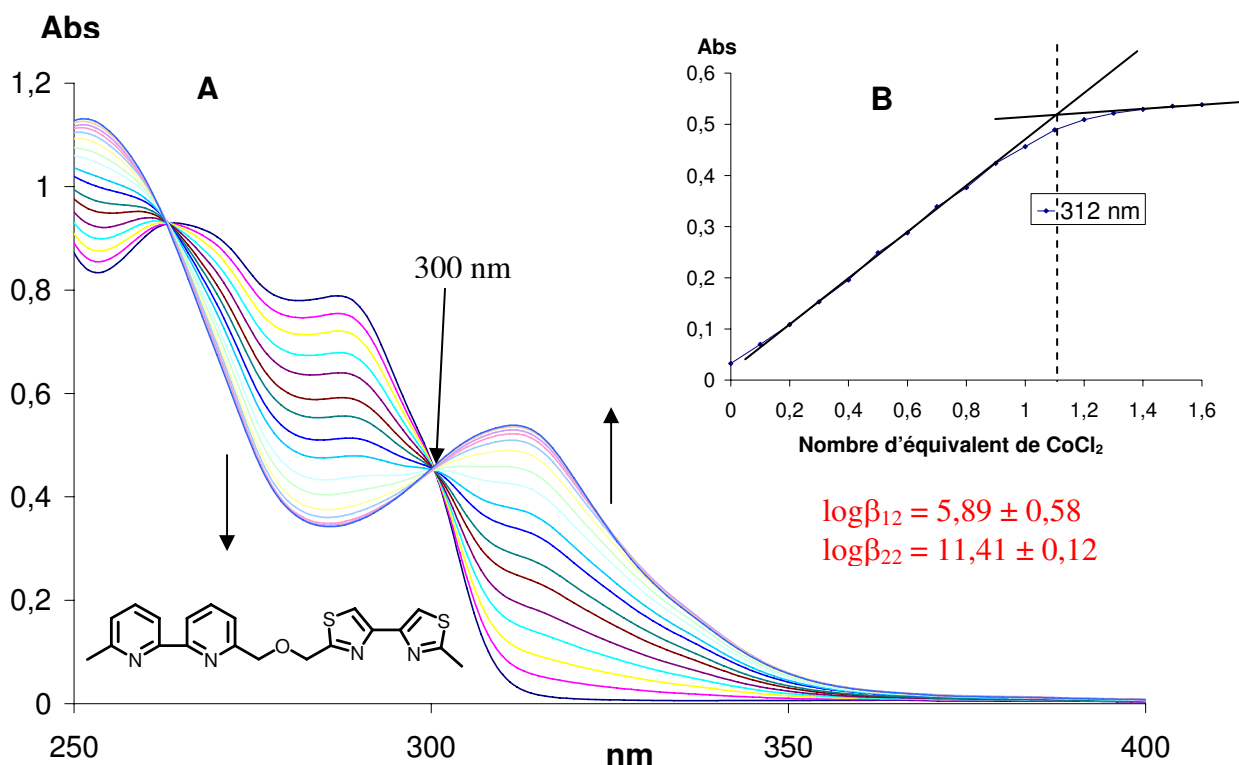 Abs
A
1,2
1
0,8
0,6
0,4
0,2
0
250
300
nm
350
400
300 nm
S
S
N
N
O
N
N
Abs
B
0,6
0,5
0,4
0,3
0,2
0,1
0
0
0,2
0,4
0,6
0,8
1
1,2
1,4
1,6
312 nm
Nombre d'équivalent de CoCl₂
logβ₁₂ = 5,89 ± 0,58
logβ₂₂ = 11,41 ± 0,12